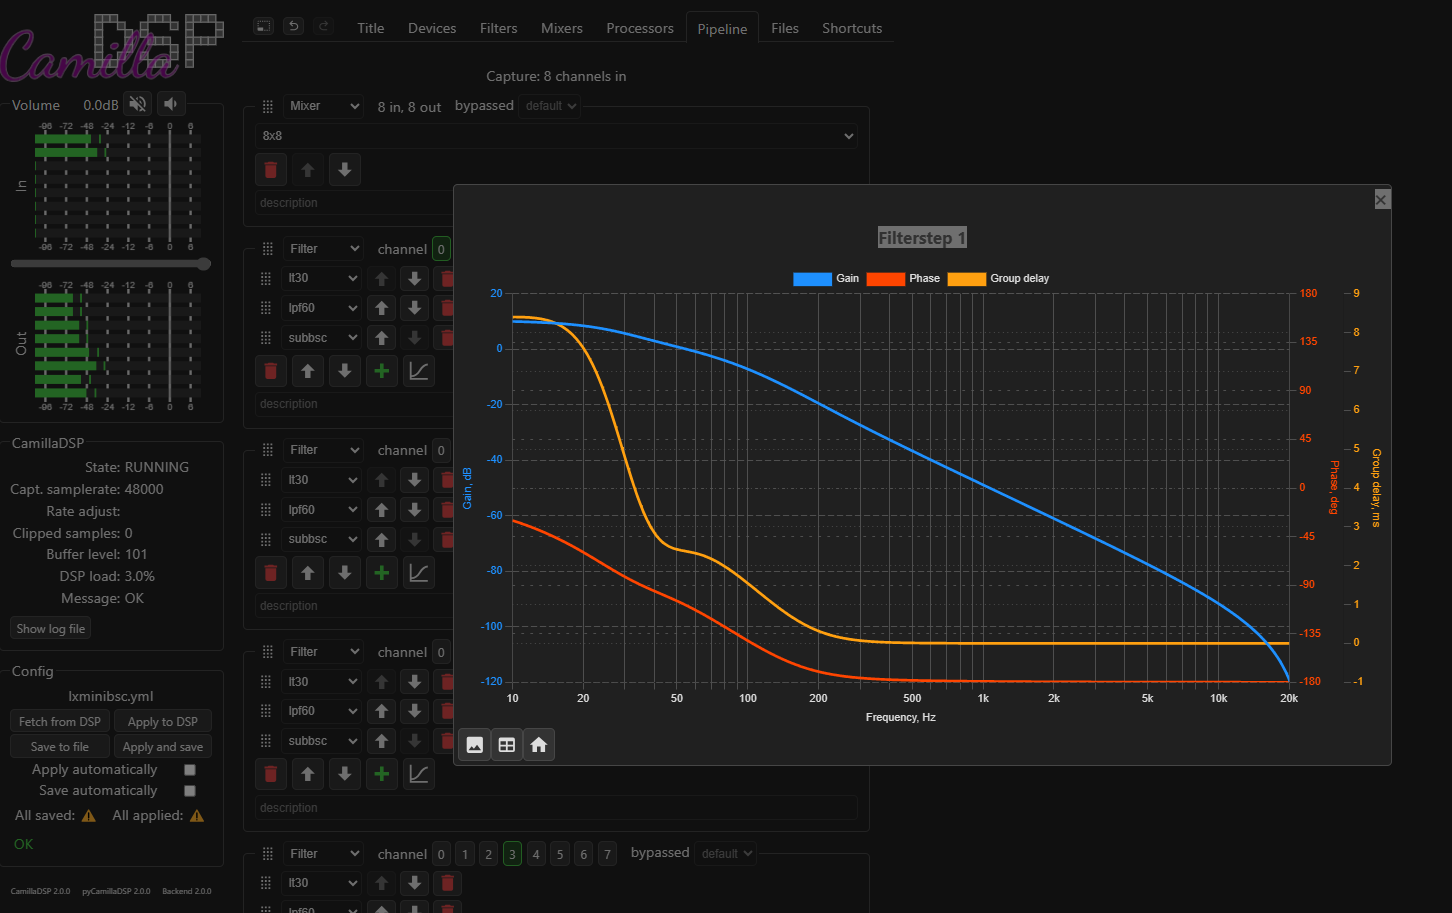 Camilla DSP
Title Devices Filters Mixers Processors Pipeline Files Shortcuts
Capture: 8 channels in
Volume 0.0dB
-96 -72 -48 -24 -12 -6 0 6
In
-96 -72 -48 -24 -12 -6 0 6
-96 -72 -48 -24 -12 -6 0 6
Out
-96 -72 -48 -24 -12 -6 0 6
CamillaDSP
State: RUNNING
Capt. samplerate: 48000
Rate adjust:
Clipped samples: 0
Buffer level: 101
DSP load: 3.0%
Message: OK
Show log file
Config
lxminibsc.yml
Fetch from DSP Apply to DSP
Save to file Apply and save
Apply automatically
Save automatically
All saved: All applied:
OK
CamillaDSP 2.0.0 pyCamillaDSP 2.0.0 Backend 2.0.0
Mixer 8 in, 8 out bypassed default
8x8
description
Filter channel 0
lt30
lpf60
subbsc
description
Filter channel 0
lt30
lpf60
subbsc
description
Filter channel 0
lt30
lpf60
subbsc
description
Filter channel 0 1 2 3 4 5 6 7 bypassed default
lt30
lpf60
×
Filterstep 1
Gain Phase Group delay
20 0 -20 -40 -60 -80 -100 -120
Gain, dB
180 135 90 45 0 -45 -90 -135 -180
Phase, deg
9 8 7 6 5 4 3 2 1 0 -1
Group delay, ms
10 20 50 100 200 500 1k 2k 5k 10k 20k
Frequency, Hz